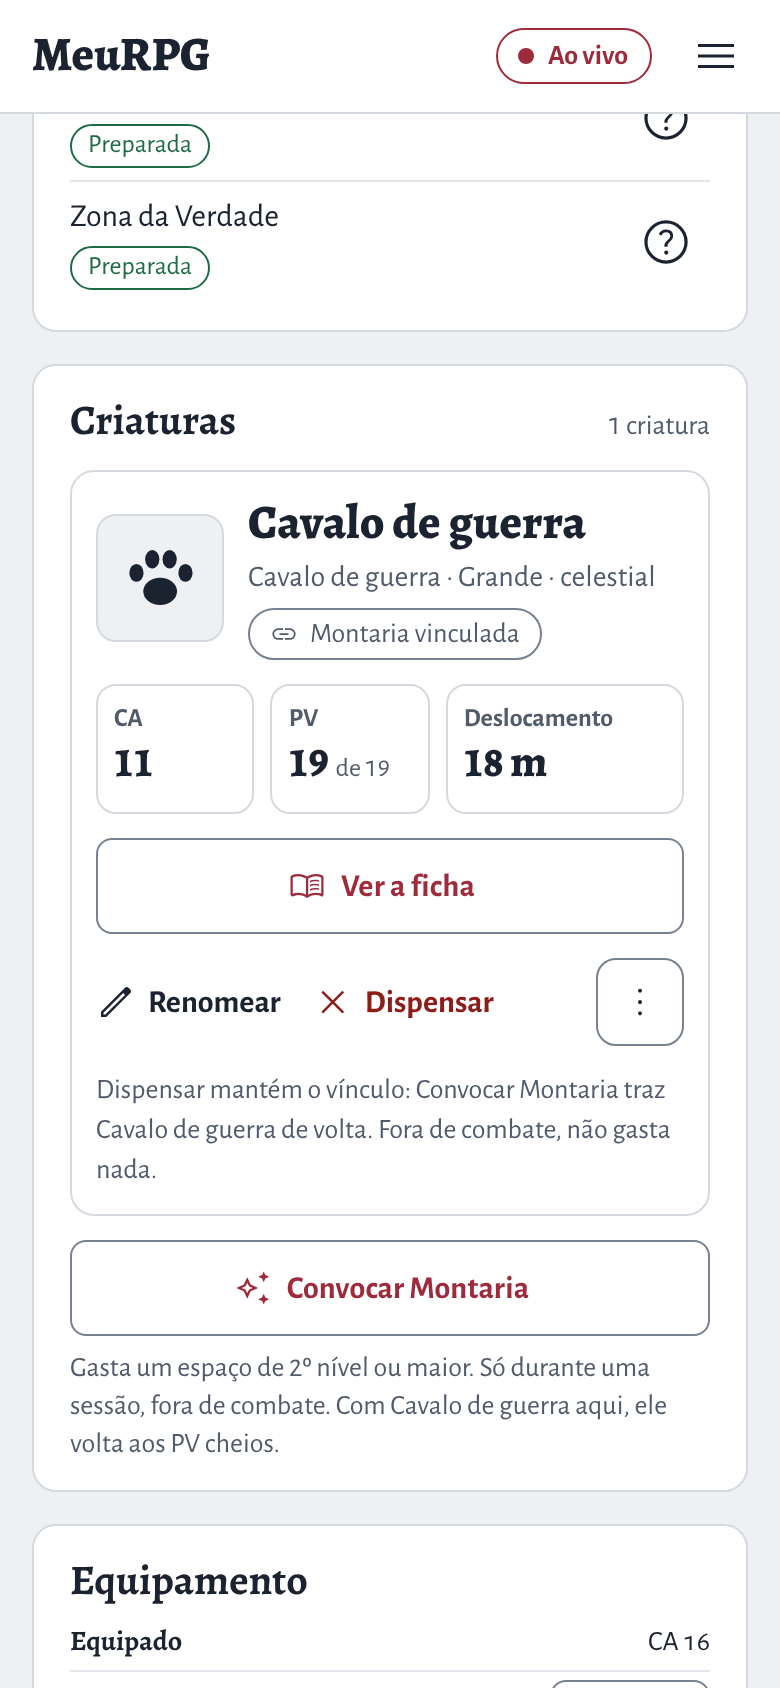 MeuRPG
Ao vivo
Preparada
Zona da Verdade
Preparada
Criaturas
1 criatura
Cavalo de guerra
Cavalo de guerra · Grande · celestial
Montaria vinculada
CA
11
PV
19 de 19
Deslocamento
18 m
Ver a ficha
Renomear
Dispensar
Dispensar mantém o vínculo: Convocar Montaria traz
Cavalo de guerra de volta. Fora de combate, não gasta
nada.
Convocar Montaria
Gasta um espaço de 2º nível ou maior. Só durante uma
sessão, fora de combate. Com Cavalo de guerra aqui, ele
volta aos PV cheios.
Equipamento
Equipado
CA 16